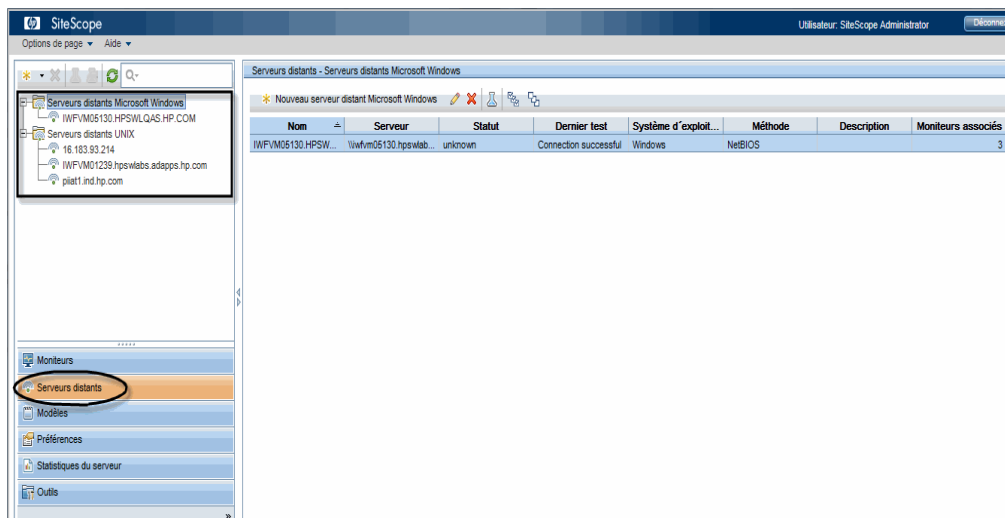 SiteScope
Utilisateur: SiteScope Administrator
Options de page
Aide
Serveurs distants Microsoft Windows
IWFVM05130.HPSWLQAS.HP.COM
Serveurs distants UNIX
16.183.93.214
IWFVM01239.hpswlabs.adapps.hp.com
piiat1.ind.hp.com
Moniteurs
Serveurs distants
Modèles
Préférences
Statistiques du serveur
Outils
Serveurs distants - Serveurs distants Microsoft Windows
Nouveau serveur distant Microsoft Windows
Nom Serveur Statut Dernier test Système d´exploit... Méthode Description Moniteurs associés
IWFVM05130.HPSW... \\iwfvm05130.hpswlab... unknown Connection successful Windows NetBIOS 3